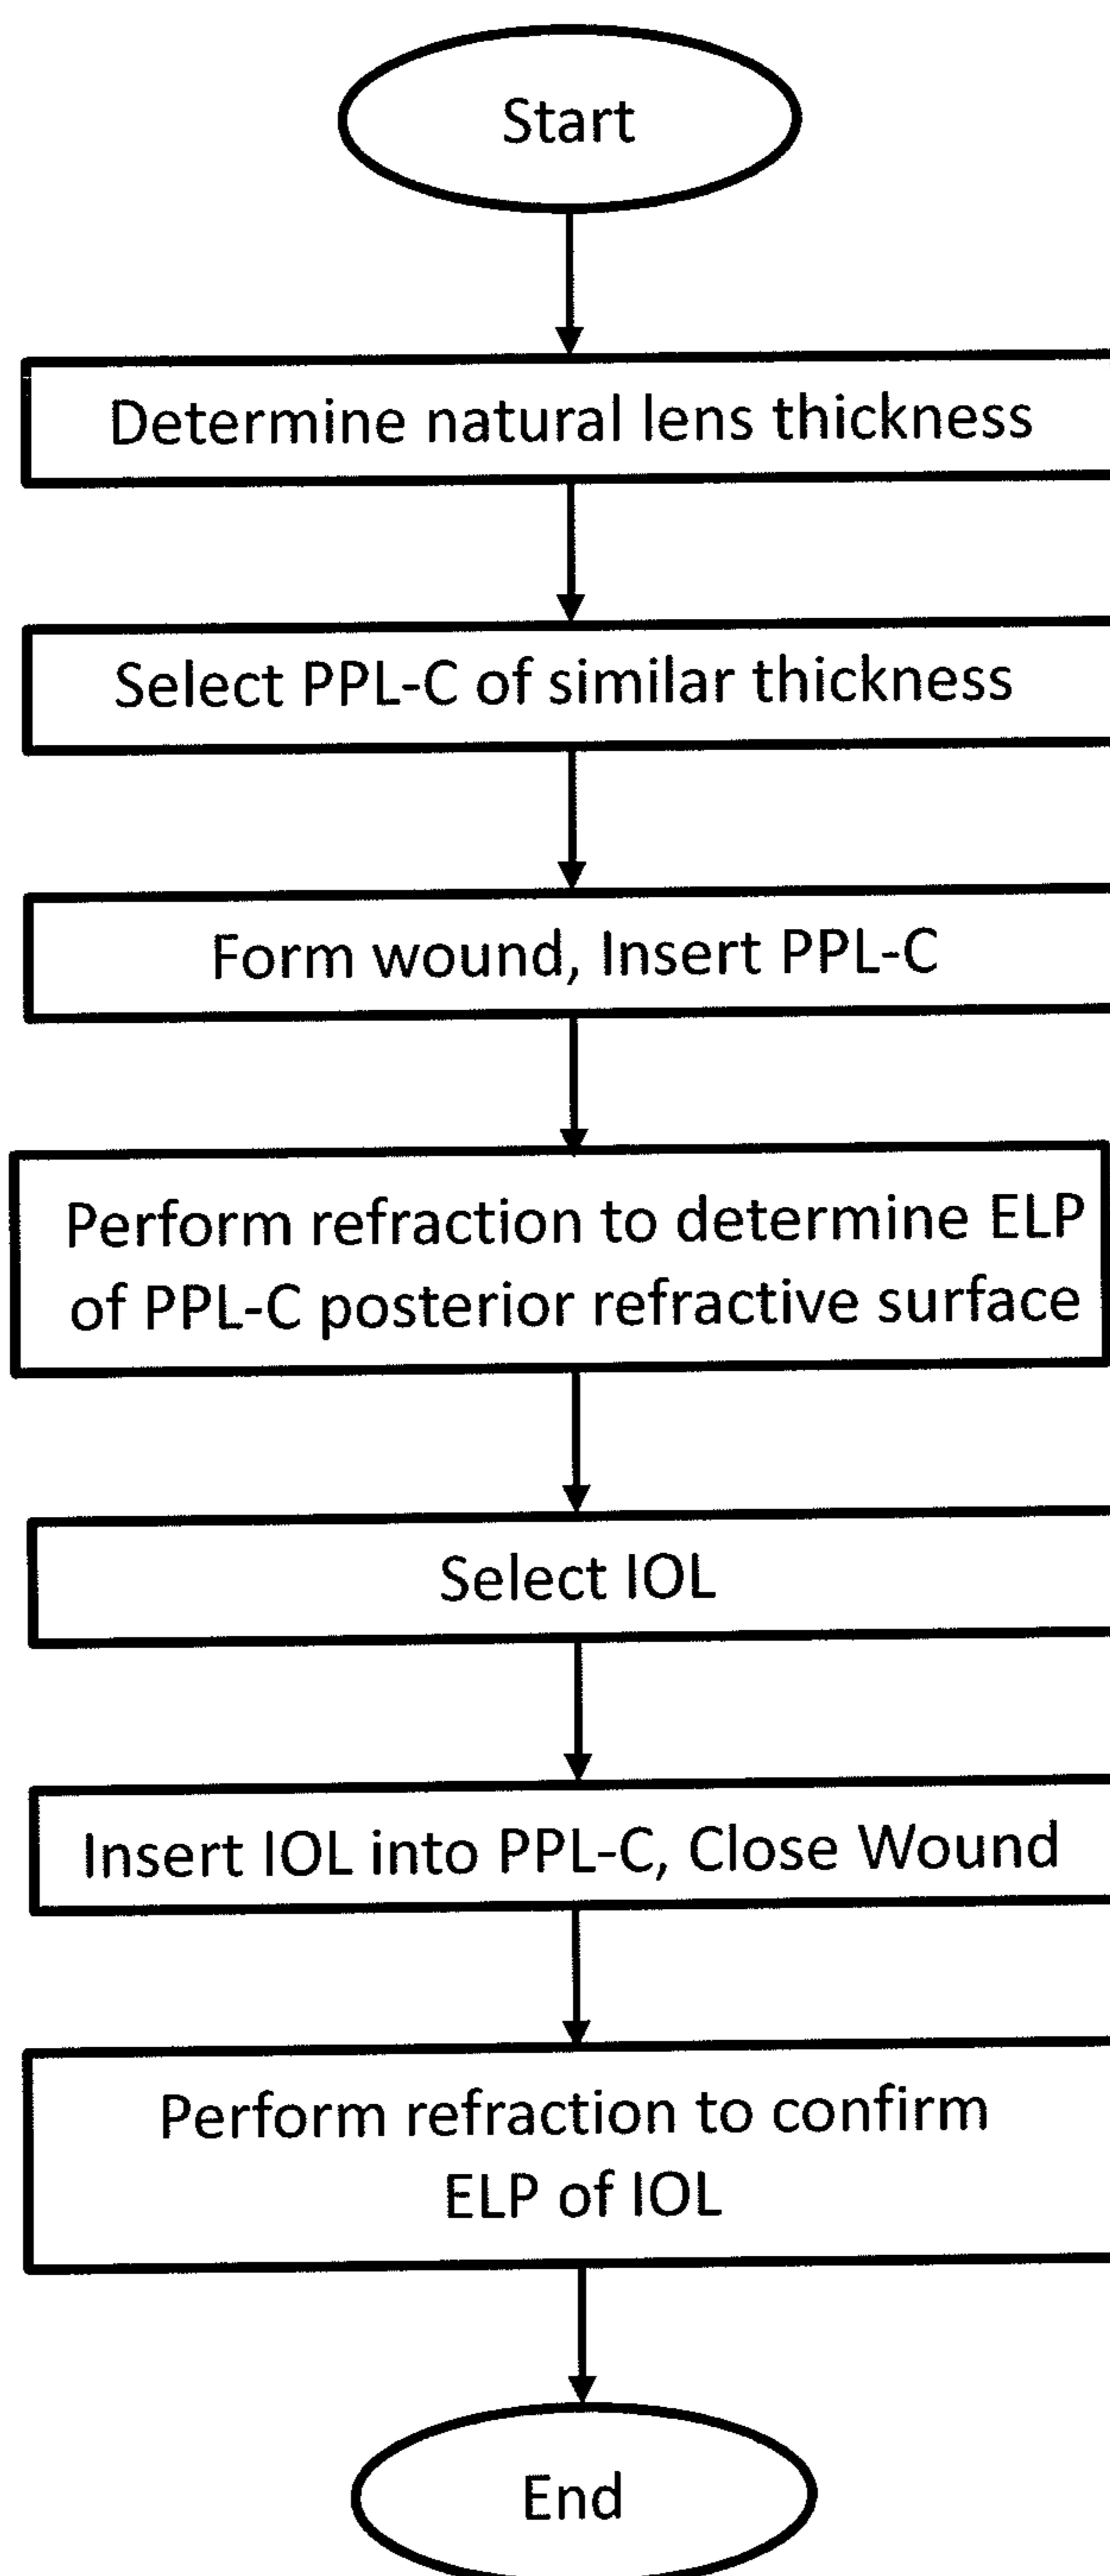 Start
Determine natural lens thickness
Select PPL-C of similar thickness
Form wound, Insert PPL-C
Perform refraction to determine ELP
of PPL-C posterior refractive surface
Select IOL
Insert IOL into PPL-C, Close Wound
Perform refraction to confirm
ELP of IOL
End